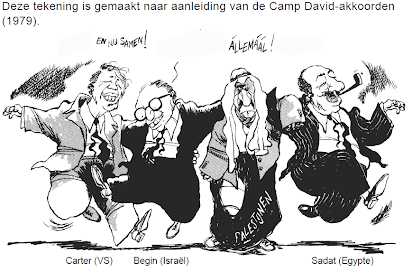 Deze tekening is gemaakt naar aanleiding van de Camp David-akkoorden
(1979).
EN NU SAMEN!
ÁLLEMÁÁL!
PALESTIJNEN
Carter (VS)
Begin (Israël)
Sadat (Egypte)